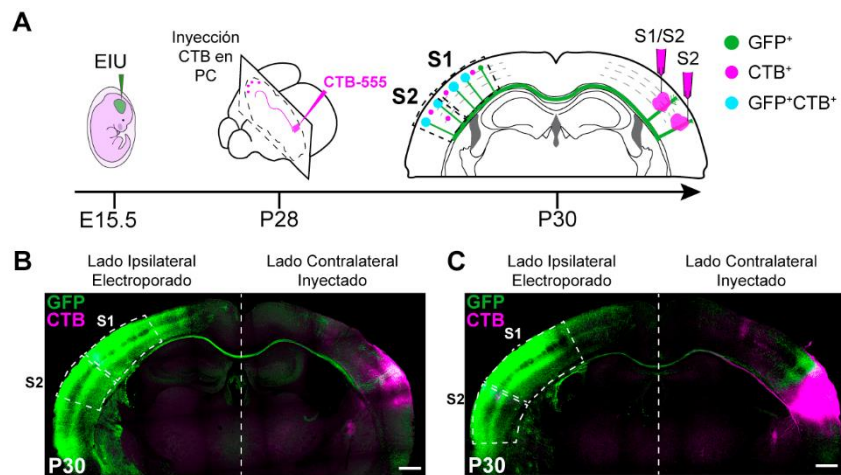 A
EIU
Inyección
CTB en
PC
CTB-555
S1
S2
S1/S2
S2
GFP⁺
CTB⁺
GFP⁺CTB⁺
E15.5
P28
P30
B
Lado Ipsilateral
Electroporado
Lado Contralateral
Inyectado
GFP
CTB
S1
S2
P30
C
Lado Ipsilateral
Electroporado
Lado Contralateral
Inyectado
GFP
CTB
S1
S2
P30